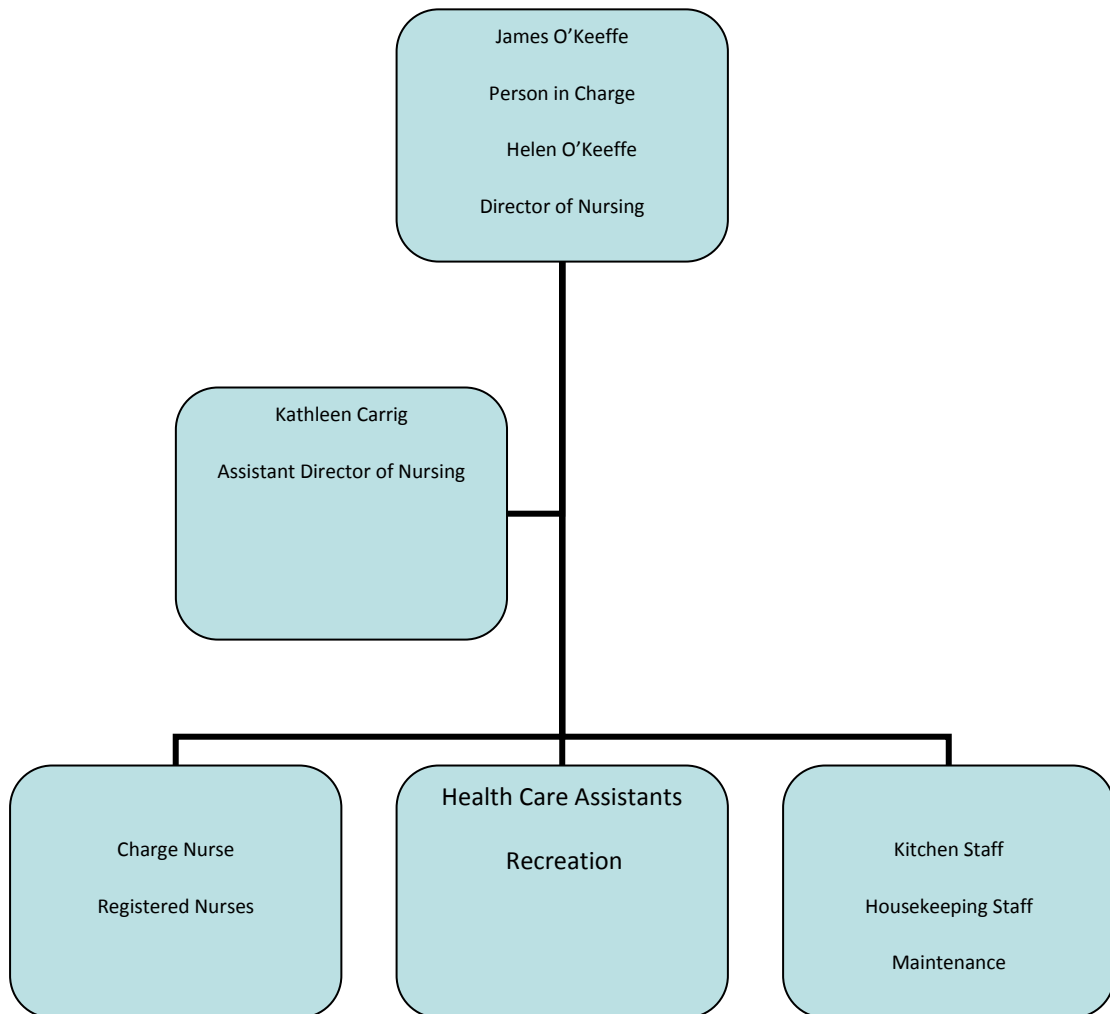 James O’Keeffe
Person in Charge
Helen O’Keeffe
Director of Nursing
Kathleen Carrig
Assistant Director of Nursing
Charge Nurse
Registered Nurses
Health Care Assistants
Recreation
Kitchen Staff
Housekeeping Staff
Maintenance